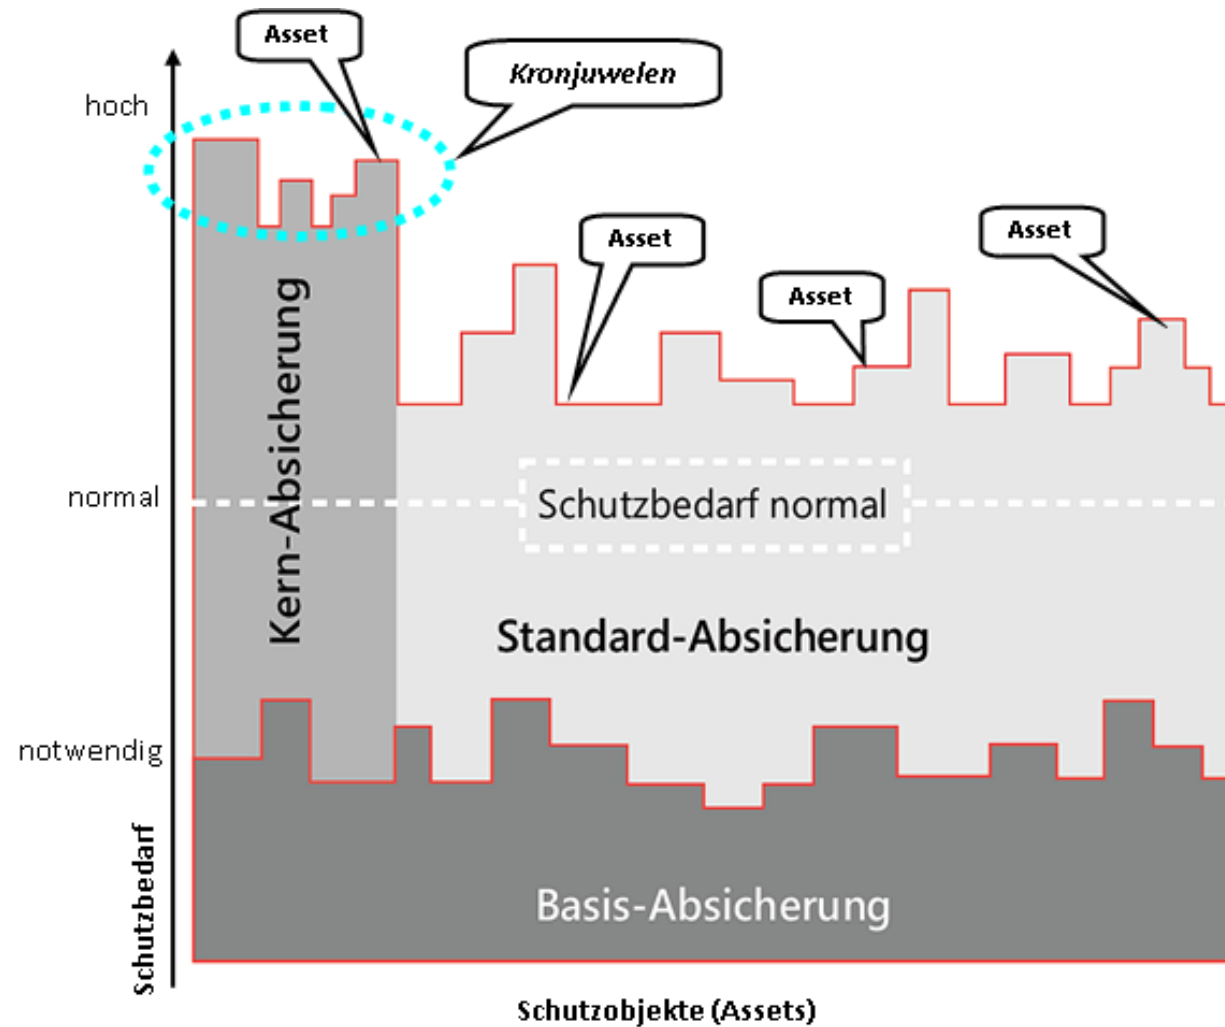 Asset
Kronjuwelen
hoch
Asset
Asset
Asset
Kern-Absicherung
normal
Schutzbedarf normal
Standard-Absicherung
notwendig
Schutzbedarf
Basis-Absicherung
Schutzobjekte (Assets)